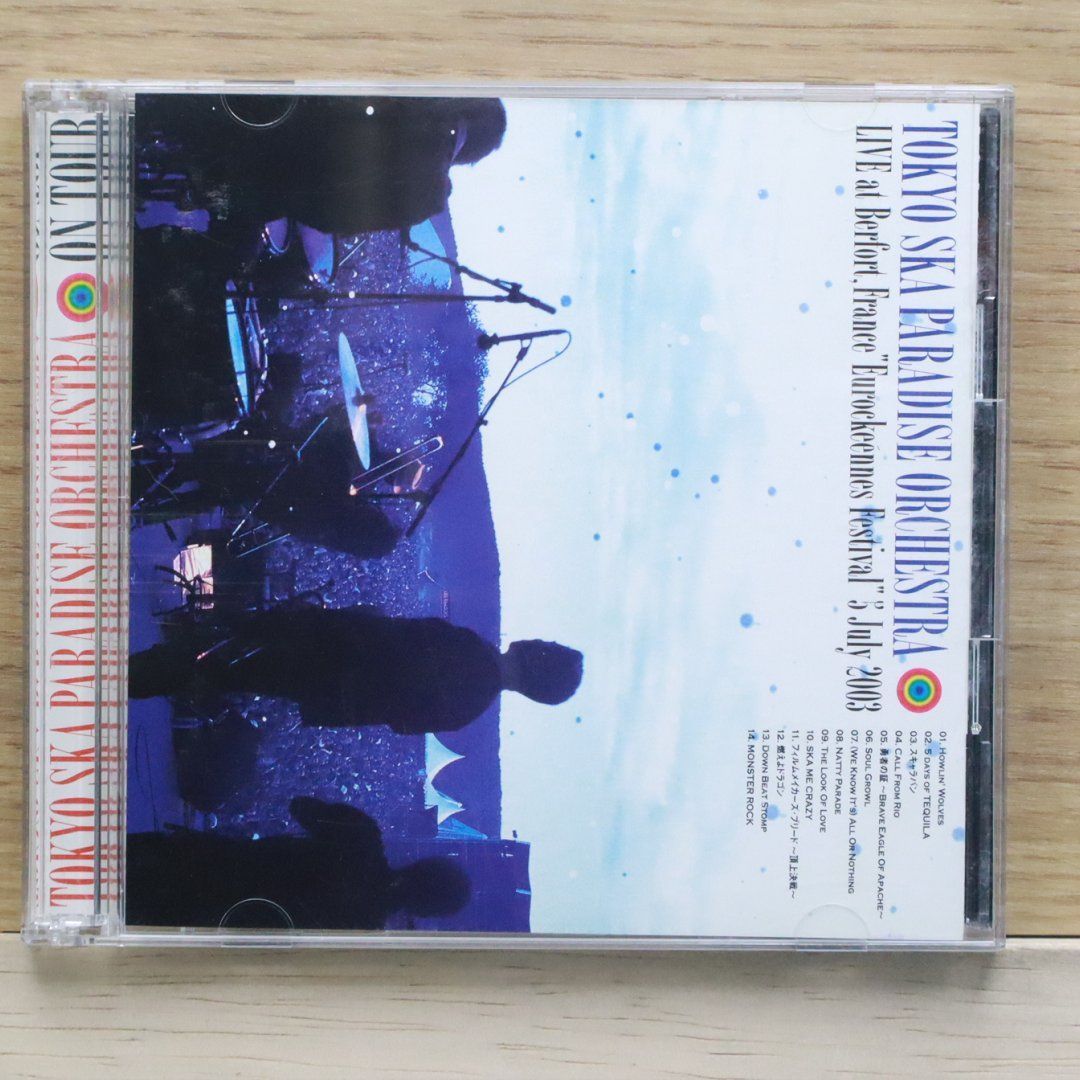 TOKYO SKA PARADISE ORCHESTRA
LIVE at Berfort, France "Eurockéennes Festival" 5 July 2003
01. HOWLIN' WOLVES
02. 5 DAYS OF TEQUILA
03. スキャラバン
04. CALL FROM RIO
05. 勇者の証 ～BRAVE EAGLE OF APACHE～
06. SOUL GROWL
07. (WE KNOW IT'S) ALL OR NOTHING
08. NATTY PARADE
09. THE LOOK OF LOVE
10. SKA ME CRAZY
11. フィルムメイカーズ・ブリード ～頂上決戦～
12. 燃えよドラゴン
13. DOWN BEAT STOMP
14. MONSTER ROCK
TOKYO SKA PARADISE ORCHESTRA ON TOUR